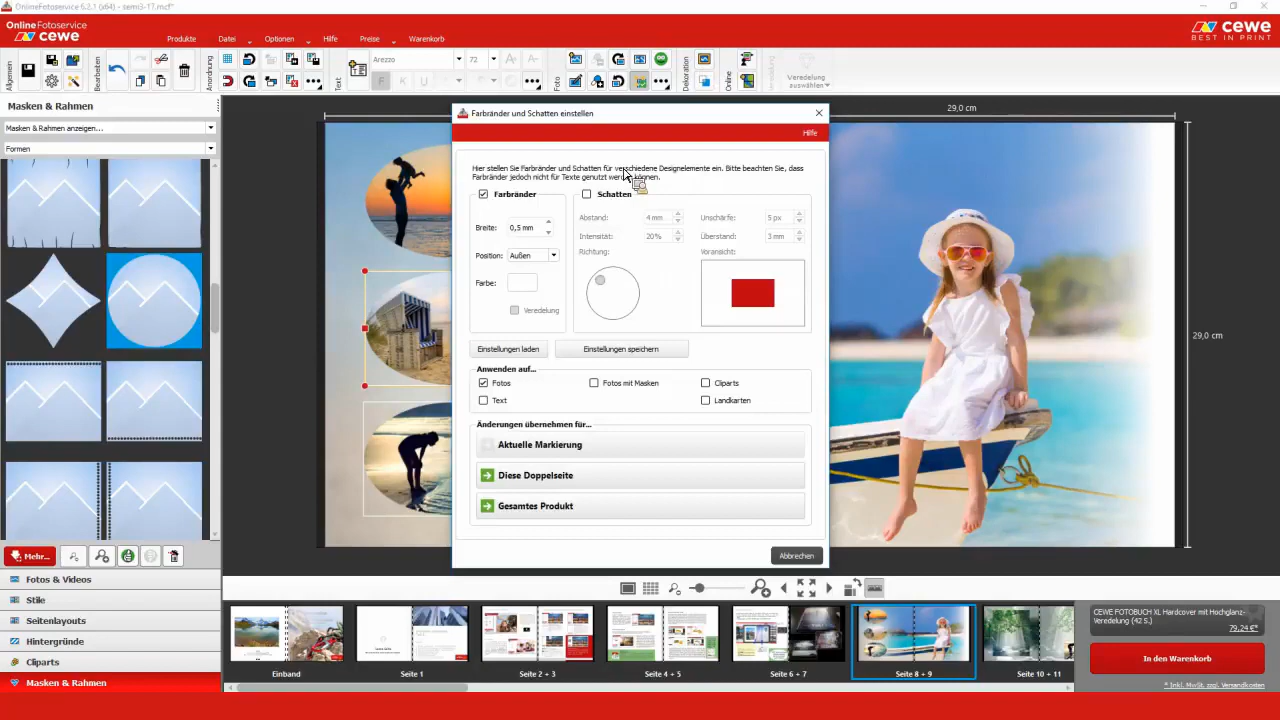 OnlineFotoservice 6.2.1 (x64) - semi3-17.mcf*
OnlineFotoservice
cewe
Produkte
Datei
Optionen
Hilfe
Preise
Warenkorb
cewe
BEST IN PRINT
Allgemein
Bearbeiten
Anordnung
Text
Arezzo
72
F
K
U
Foto
Dekoration
Online
Veredelung
Veredelung
auswählen
Masken & Rahmen
Masken & Rahmen anzeigen...
Formen
Mehr...
Fotos & Videos
Stile
Seitenlayouts
Hintergründe
Cliparts
Masken & Rahmen
29,0 cm
29,0 cm
Farbränder und Schatten einstellen
Hilfe
Hier stellen Sie Farbränder und Schatten für verschiedene Designelemente ein. Bitte beachten Sie, dass
Farbränder jedoch nicht für Texte genutzt werden können.
Farbränder
Breite:
0,5 mm
Position:
Außen
Farbe:
Veredelung
Schatten
Abstand:
4 mm
Unschärfe:
5 px
Intensität:
20%
Überstand:
3 mm
Richtung:
Voransicht:
Einstellungen laden
Einstellungen speichern
Anwenden auf...
Fotos
Fotos mit Masken
Cliparts
Text
Landkarten
Änderungen übernehmen für...
Aktuelle Markierung
Diese Doppelseite
Gesamtes Produkt
Abbrechen
Einband
Seite 1
Seite 2 + 3
Seite 4 + 5
Seite 6 + 7
Seite 8 + 9
Seite 10 + 11
CEWE FOTOBUCH XL Hardcover mit Hochglanz-
Veredelung (42 S.)
79,24 €*
In den Warenkorb
* Inkl. MwSt. zzgl. Versandkosten